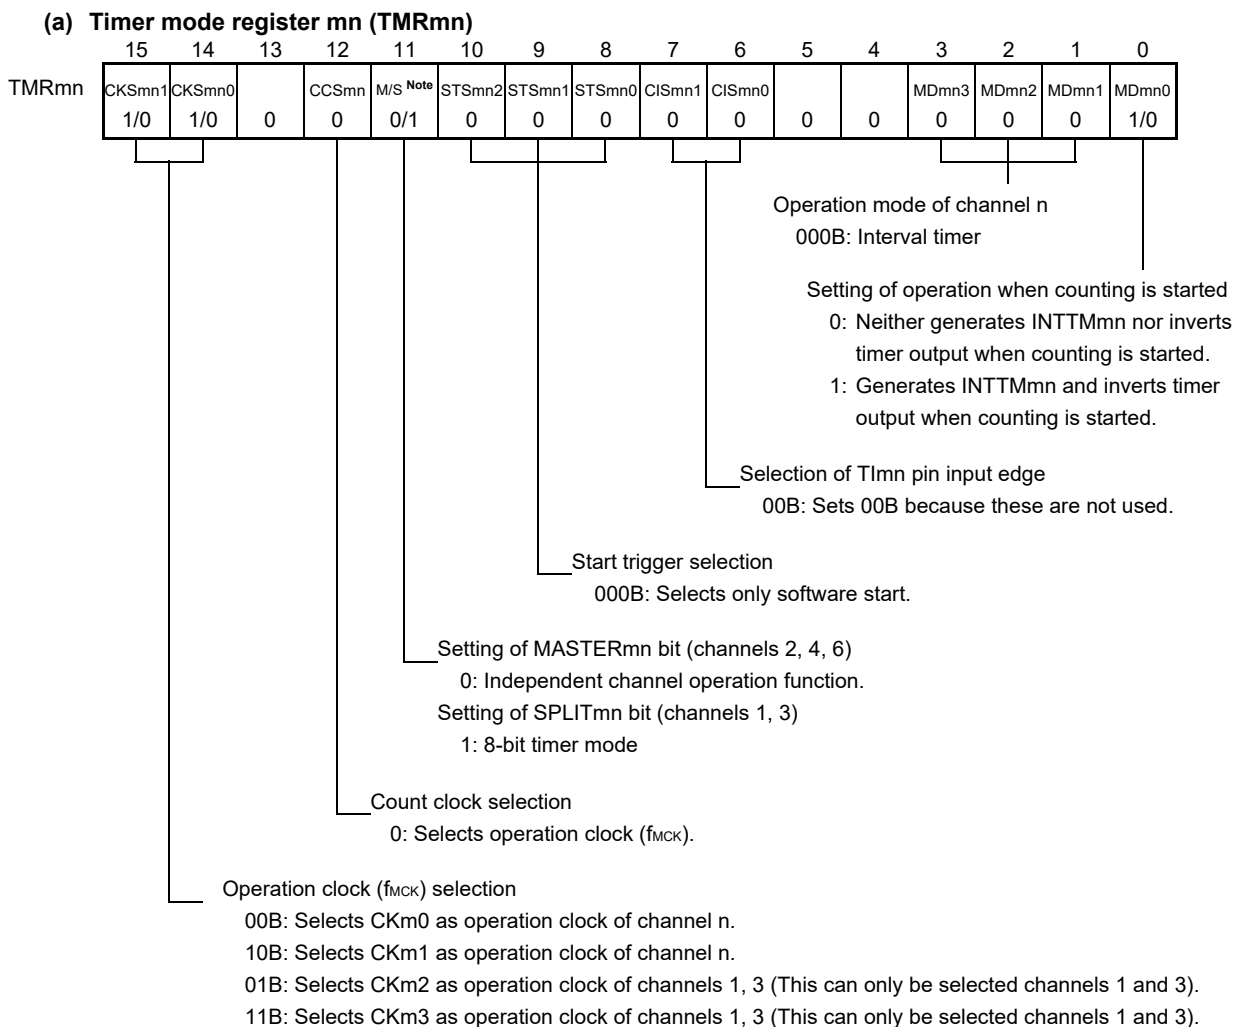 (a) Timer mode register mn (TMRmn)
15 14 13 12 11 10 9 8 7 6 5 4 3 2 1 0
TMRmn CKSmn1 CKSmn0 CCSmn M/S Note STSmn2 STSmn1 STSmn0 CISmn1 CISmn0 MDmn3 MDmn2 MDmn1 MDmn0
1/0 1/0 0 0 0/1 0 0 0 0 0 0 0 0 0 0 1/0
Operation mode of channel n
000B: Interval timer
Setting of operation when counting is started
0: Neither generates INTTMmn nor inverts
timer output when counting is started.
1: Generates INTTMmn and inverts timer
output when counting is started.
Selection of TImn pin input edge
00B: Sets 00B because these are not used.
Start trigger selection
000B: Selects only software start.
Setting of MASTERmn bit (channels 2, 4, 6)
0: Independent channel operation function.
Setting of SPLITmn bit (channels 1, 3)
1: 8-bit timer mode
Count clock selection
0: Selects operation clock (fMCK).
Operation clock (fMCK) selection
00B: Selects CKm0 as operation clock of channel n.
10B: Selects CKm1 as operation clock of channel n.
01B: Selects CKm2 as operation clock of channels 1, 3 (This can only be selected channels 1 and 3).
11B: Selects CKm3 as operation clock of channels 1, 3 (This can only be selected channels 1 and 3).